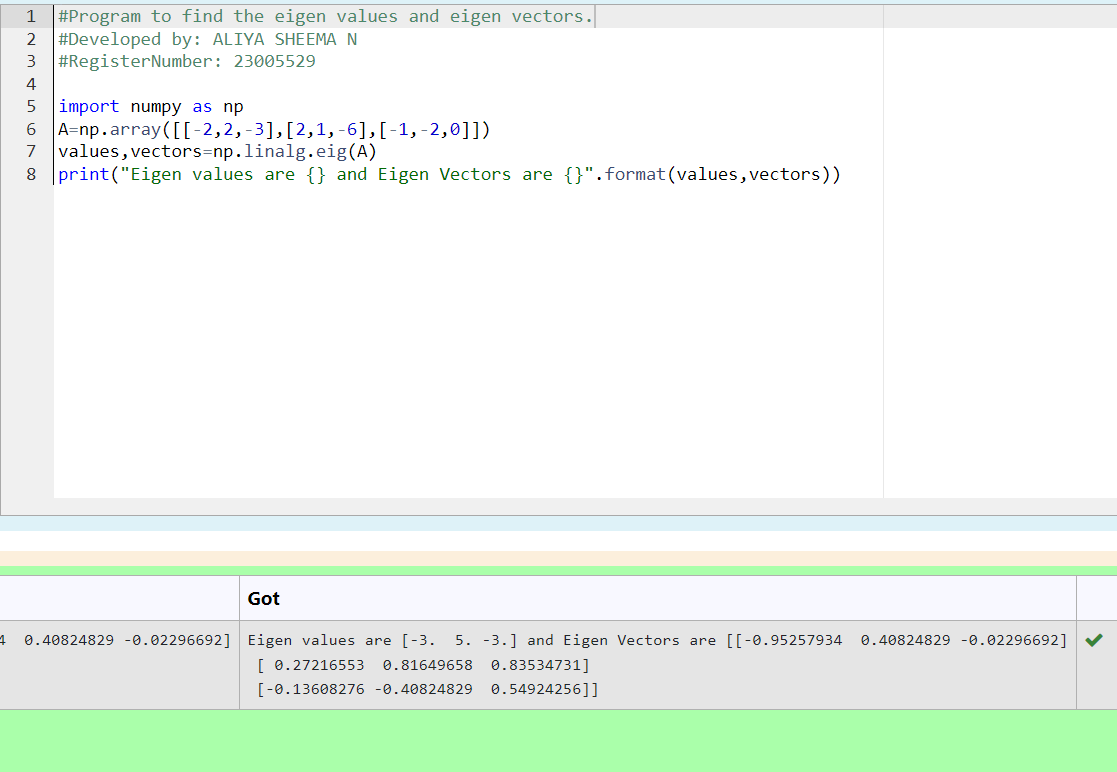 1 #Program to find the eigen values and eigen vectors.
2 #Developed by: ALIYA SHEEMA N
3 #RegisterNumber: 23005529
4
5 import numpy as np
6 A=np.array([[-2,2,-3],[2,1,-6],[-1,-2,0]])
7 values,vectors=np.linalg.eig(A)
8 print("Eigen values are {} and Eigen Vectors are {}".format(values,vectors))
Got
4 0.40824829 -0.02296692] Eigen values are [-3.  5. -3.] and Eigen Vectors are [[-0.95257934  0.40824829 -0.02296692]
[ 0.27216553  0.81649658  0.83534731]
[-0.13608276 -0.40824829  0.54924256]]